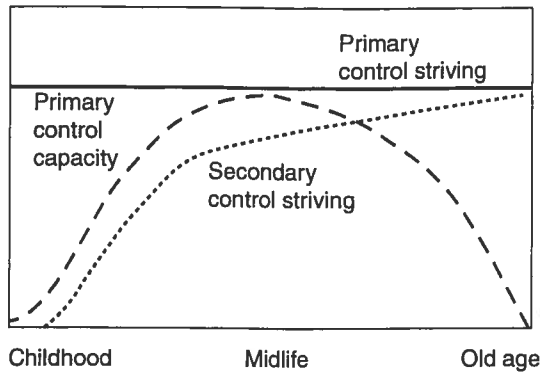 Primary
control striving
Primary
control
capacity
Secondary
control striving
Childhood
Midlife
Old age